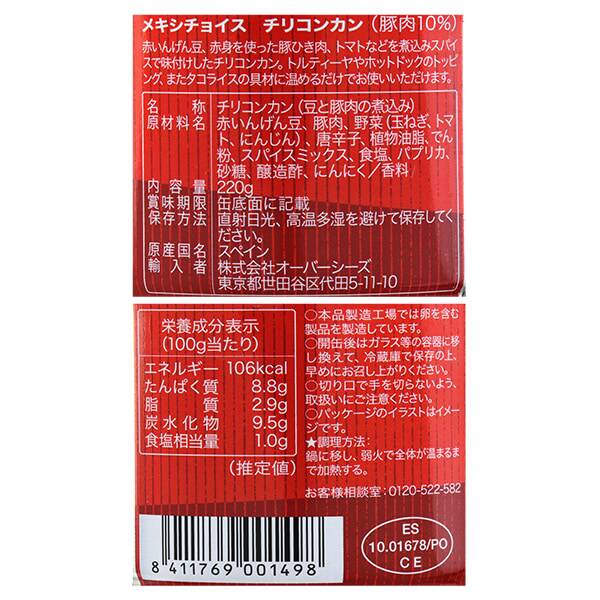 メキシチョイス　チリコンカン（豚肉10%）
赤いんげん豆、赤身を使った豚ひき肉、トマトなどを煮込みスパイ
スで味付けしたチリコンカン。トルティーヤやホットドックのトッピ
ング、またタコライスの具材に温めるだけでお使いいただけます。
名　　　称　チリコンカン（豆と豚肉の煮込み）
原材料名　赤いんげん豆、豚肉、野菜（玉ねぎ、トマ
ト、にんじん）、唐辛子、植物油脂、でん
粉、スパイスミックス、食塩、パプリカ、
砂糖、醸造酢、にんにく／香料
内 容 量　220g
賞味期限　缶底面に記載
保存方法　直射日光、高温多湿を避けて保存してく
ださい。
原産国名　スペイン
輸 入 者　株式会社オーバーシーズ
東京都世田谷区代田5-11-10
栄養成分表示
(100g当たり)
エネルギー 106kcal
たんぱく質 8.8g
脂　　質 2.9g
炭水化物 9.5g
食塩相当量 1.0g
(推定値)
〇本品製造工場では卵を含む
製品を製造しています。
〇開缶後はガラス等の容器に移
し換えて、冷蔵庫で保存の上、
早めにお召し上がりください。
〇切り口で手を切らないよう、
取扱いにご注意ください。
〇パッケージのイラストはイメー
ジです。
★調理方法：
鍋に移し、弱火で全体が温まるま
で加熱する。
お客様相談室：0120-522-582
8 411769 001498
ES
10.01678/PO
C E